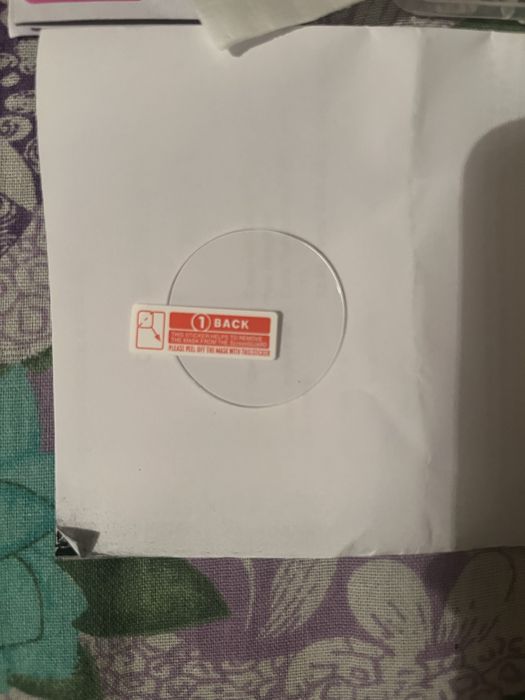 1 BACK
THIS STICKER HELPS TO REMOVE
THE MASK FROM THE ScreenGUARD
PLEASE PEEL OFF THE MASK WITH THIS STICKER